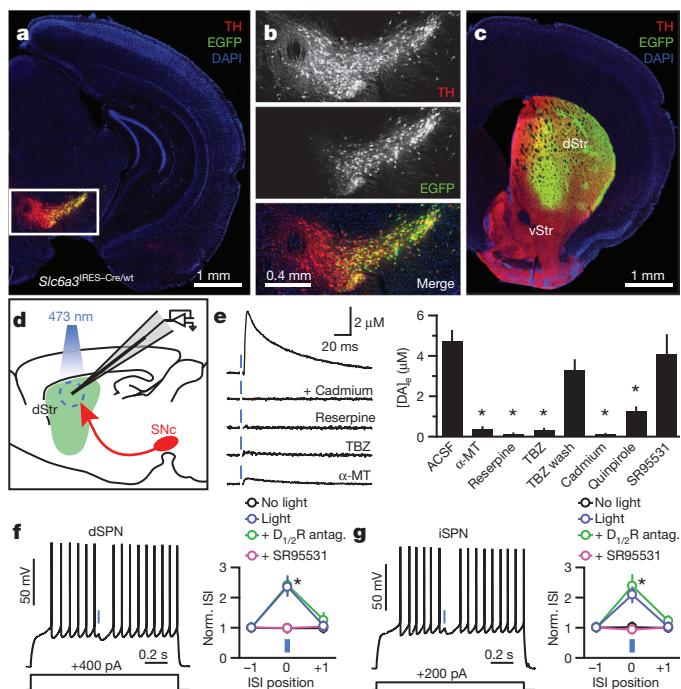 a
TH
EGFP
DAPI
Slc6a3IRES–Cre/wt
1 mm
b
TH
EGFP
0.4 mm
Merge
c
TH
EGFP
DAPI
dStr
vStr
1 mm
d
473 nm
dStr
SNc
e
2 μM
20 ms
+ Cadmium
Reserpine
TBZ
α-MT
[DA]e (μM)
6
4
2
0
* * * * *
ACSF
α-MT
Reserpine
TBZ
TBZ wash
Cadmium
Quinpirole
SR95531
f
dSPN
50 mV
+400 pA
0.2 s
No light
Light
+ D1/2R antag.
+ SR95531
Norm. ISI
3
2
1
0
*
–1 0 +1
ISI position
g
iSPN
50 mV
+200 pA
0.2 s
No light
Light
+ D1/2R antag.
+ SR95531
Norm. ISI
3
2
1
0
*
–1 0 +1
ISI position